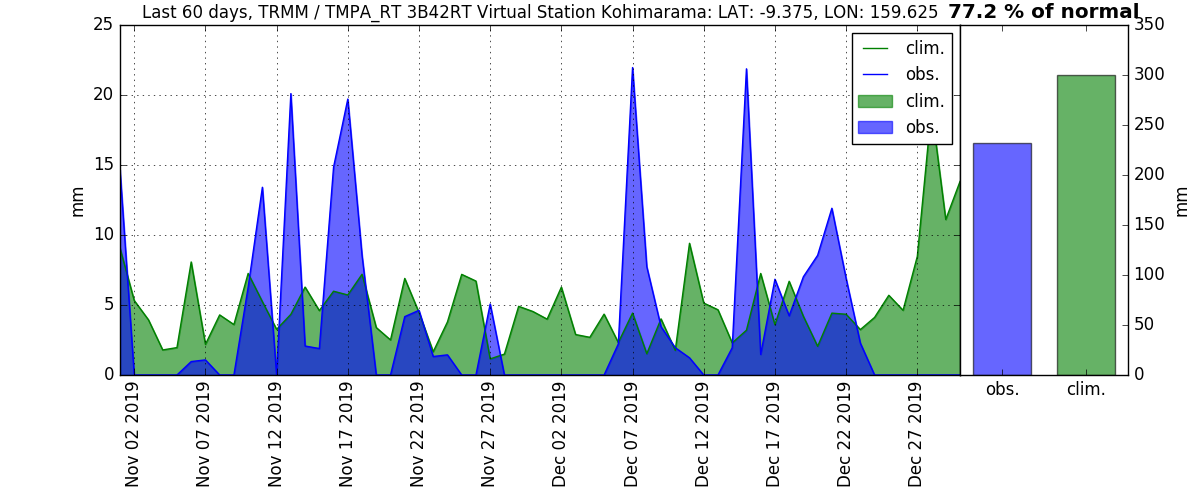 Last 60 days, TRMM / TMPA_RT 3B42RT Virtual Station Kohimarama: LAT: -9.375, LON: 159.625 77.2 % of normal
25
20
15
10
5
0
mm
clim.
obs.
clim.
obs.
350
300
250
200
150
100
50
0
mm
Nov 02 2019
Nov 07 2019
Nov 12 2019
Nov 17 2019
Nov 22 2019
Nov 27 2019
Dec 02 2019
Dec 07 2019
Dec 12 2019
Dec 17 2019
Dec 22 2019
Dec 27 2019
obs. clim.